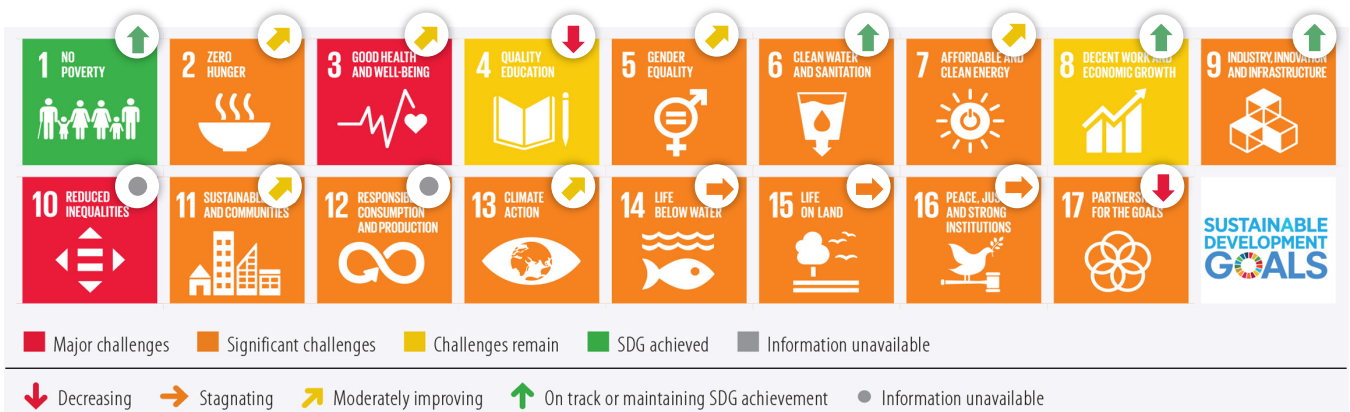 1 NO
POVERTY
2 ZERO
HUNGER
3 GOOD HEALTH
AND WELL-BEING
4 QUALITY
EDUCATION
5 GENDER
EQUALITY
6 CLEAN WATER
AND SANITATION
7 AFFORDABLE AND
CLEAN ENERGY
8 DECENT WORK AND
ECONOMIC GROWTH
9 INDUSTRY, INNOVATION
AND INFRASTRUCTURE
10 REDUCED
INEQUALITIES
11 SUSTAINABLE
AND COMMUNITIES
12 RESPONSIBLE
CONSUMPTION
AND PRODUCTION
13 CLIMATE
ACTION
14 LIFE
BELOW WATER
15 LIFE
ON LAND
16 PEACE,
AND STRONG
INSTITUTIONS
17
FOR THE GOALS
SUSTAINABLE
DEVELOPMENT
GOALS
Major challenges
Significant challenges
Challenges remain
SDG achieved
Information unavailable
Decreasing
Stagnating
Moderately improving
On track or maintaining SDG achievement
Information unavailable